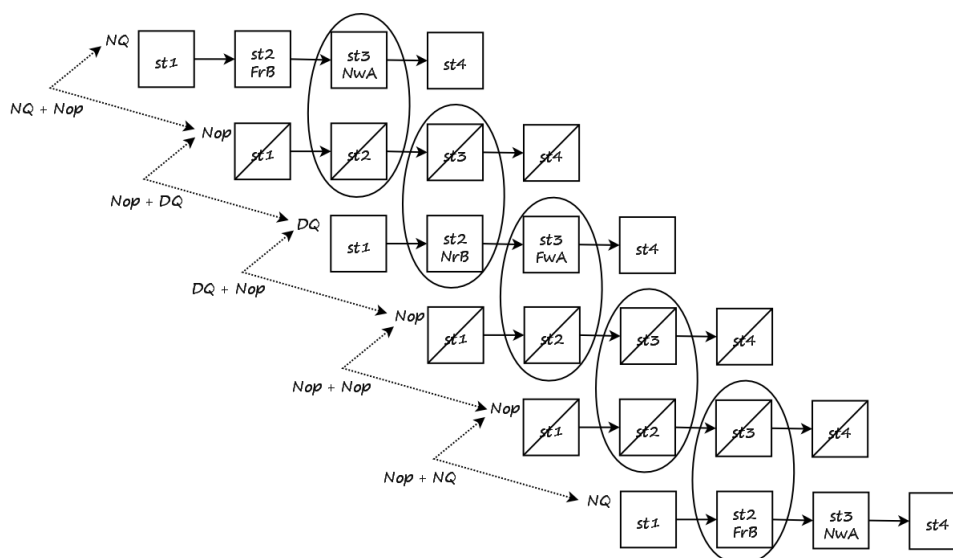 NQ
st1
st2
FrB
st3
NwA
st4
NQ + Nop
Nop
st1
st2
st3
st4
Nop + DQ
DQ
st1
st2
NrB
st3
FwA
st4
DQ + Nop
Nop
st1
st2
st3
st4
Nop + Nop
Nop
st1
st2
st3
st4
Nop + NQ
NQ
st1
st2
FrB
st3
NwA
st4